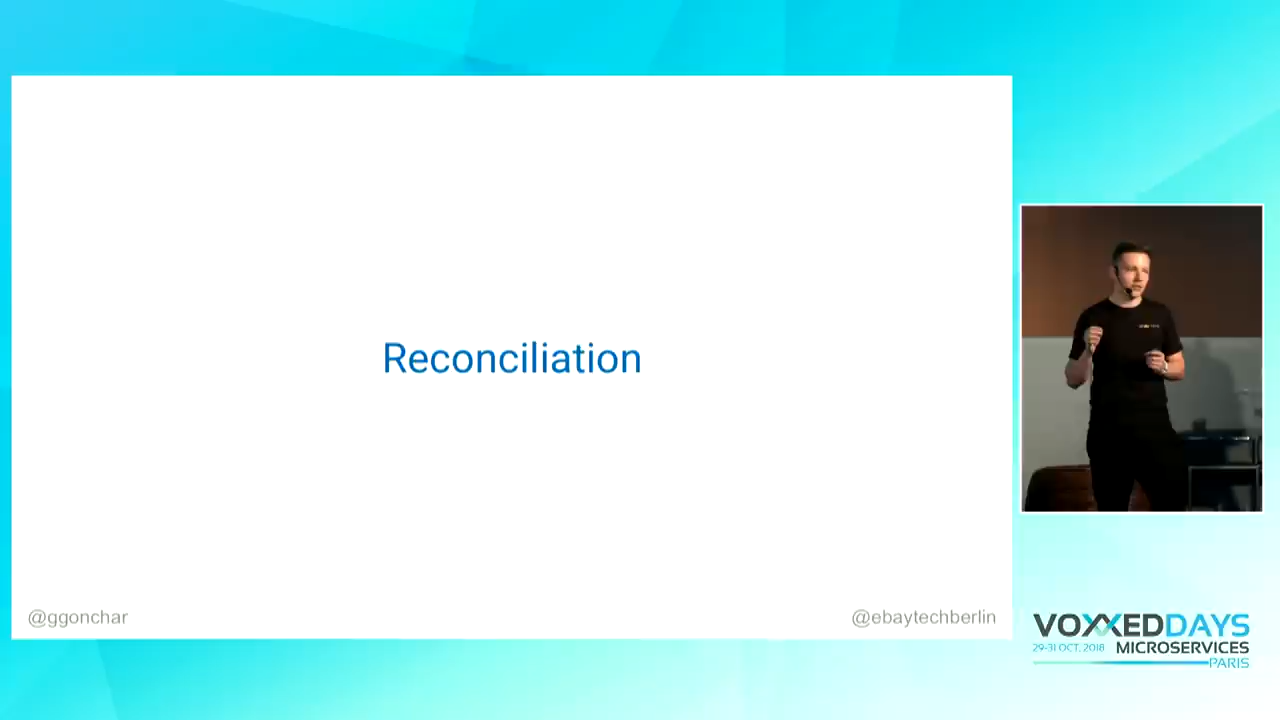 Reconciliation
@ggonchar
@ebaytechberlin
VOXXEDDAYS
29-31 OCT, 2018 MICROSERVICES
PARIS